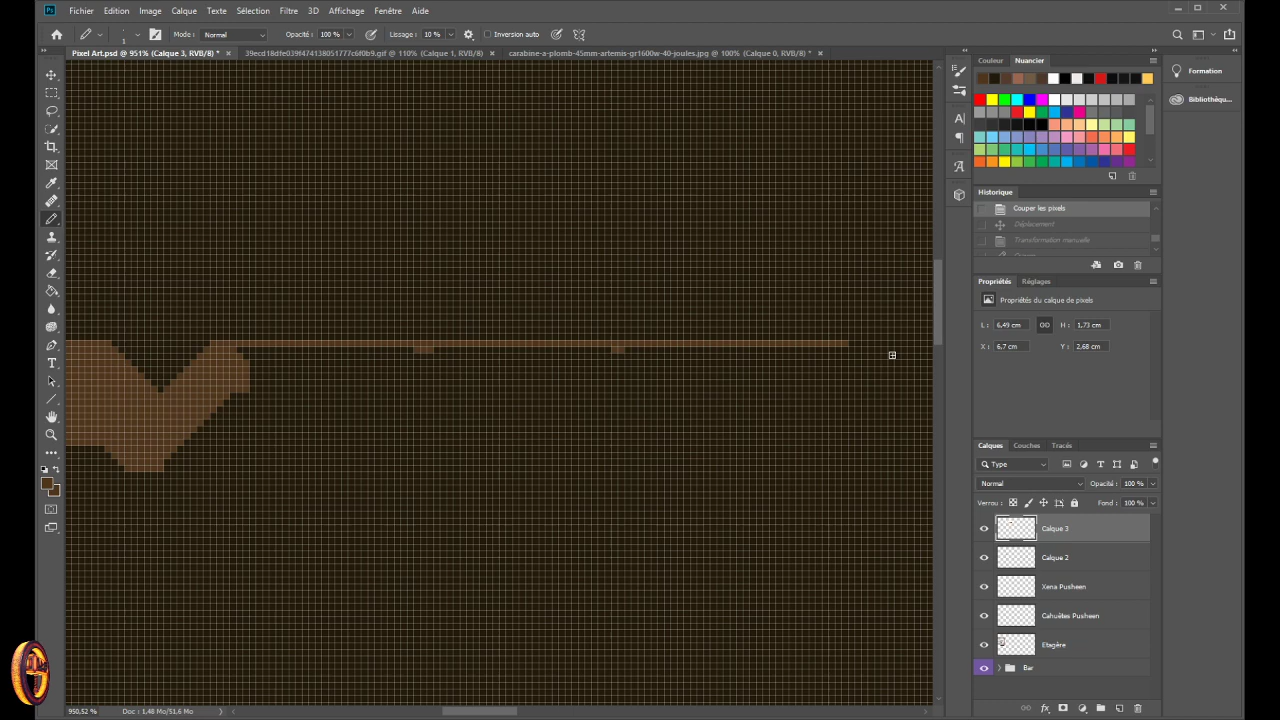 Ps Fichier Edition Image Calque Texte Sélection Filtre 3D Affichage Fenêtre Aide
1 Mode : Normal Opacité : 100 % Lissage : 10 % Inversion auto
Pixel Art.psd @ 951% (Calque 3, RVB/8) * × 39ecd18dfe039f474138051777c6f0b9.gif @ 110% (Calque 1, RVB/8) × carabine-a-plomb-45mm-artemis-gr1600w-40-joules.jpg @ 100% (Calque 0, RVB/8) * ×
Couleur Nuancier
Formation
Bibliothèqu...
Historique
Couper les pixels
Déplacement
Transformation manuelle
Propriétés Réglages
Propriétés du calque de pixels
L : 6,49 cm H : 1,73 cm
X : 6,7 cm Y : 2,68 cm
Calques Couches Tracés
Type
Normal Opacité : 100 %
Verrou : Fond : 100 %
Calque 3
Calque 2
Xena Pusheen
Cahuètes Pusheen
Etagère
Bar
950,52 % Doc : 1,48 Mo/51,6 Mo